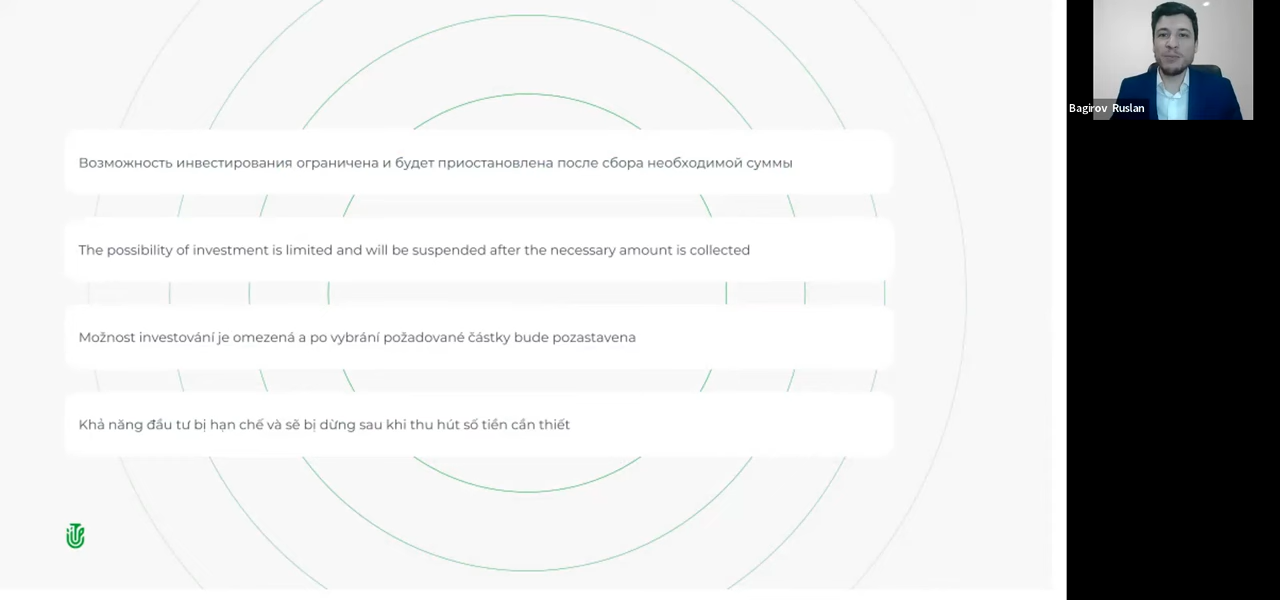 Возможность инвестирования ограничена и будет приостановлена после сбора необходимой суммы
The possibility of investment is limited and will be suspended after the necessary amount is collected
Možnost investování je omezená a po vybrání požadované částky bude pozastavena
Khả năng đầu tư bị hạn chế và sẽ bị dừng sau khi thu hút số tiền cần thiết
Bagirov Ruslan